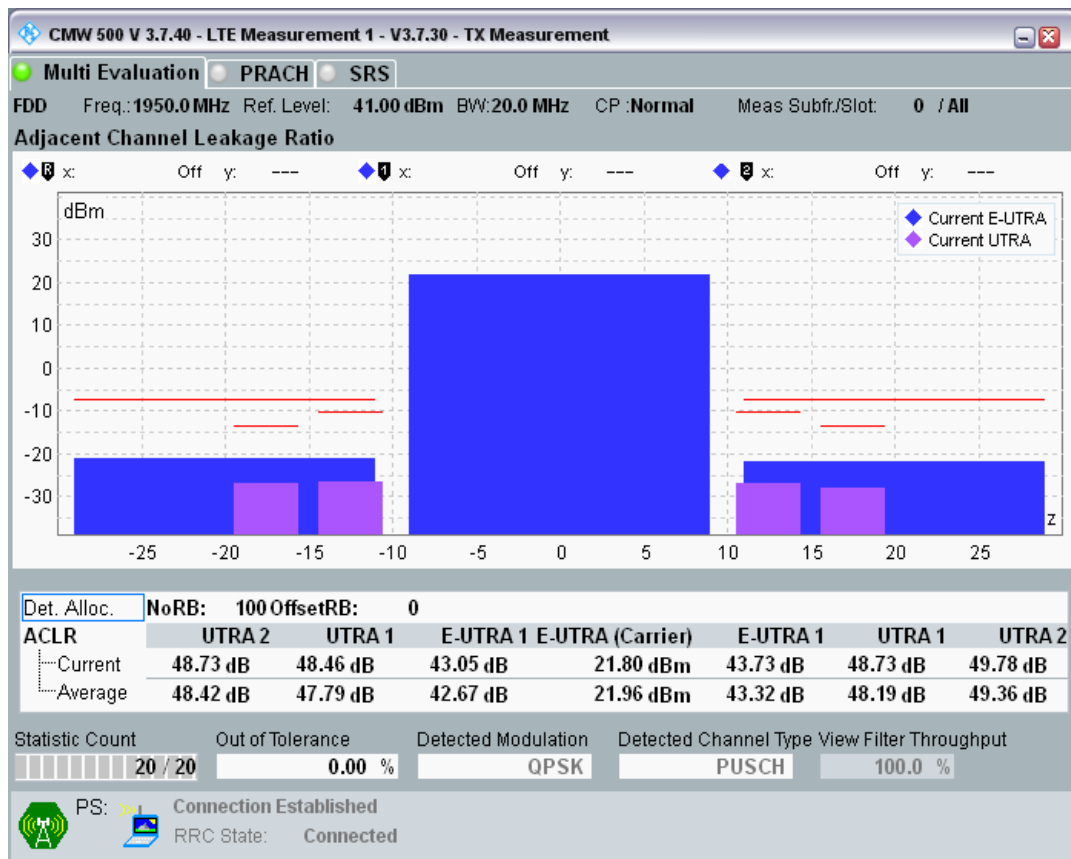 CMW 500 V 3.7.40 - LTE Measurement 1 - V3.7.30 - TX Measurement
Multi Evaluation PRACH SRS
FDD Freq.:1950.0 MHz Ref. Level: 41.00 dBm BW:20.0 MHz CP :Normal Meas Subfr./Slot: 0 / All
Adjacent Channel Leakage Ratio
R x: Off y: --- 1 x: Off y: --- 2 x: Off y: ---
dBm
Current E-UTRA
Current UTRA
30
20
10
0
-10
-20
-30
z
-25 -20 -15 -10 -5 0 5 10 15 20 25
Det. Alloc. NoRB: 100 OffsetRB: 0
ACLR UTRA 2 UTRA 1 E-UTRA 1 E-UTRA (Carrier) E-UTRA 1 UTRA 1 UTRA 2
Current 48.73 dB 48.46 dB 43.05 dB 21.80 dBm 43.73 dB 48.73 dB 49.78 dB
Average 48.42 dB 47.79 dB 42.67 dB 21.96 dBm 43.32 dB 48.19 dB 49.36 dB
Statistic Count Out of Tolerance Detected Modulation Detected Channel Type View Filter Throughput
20 / 20 0.00 % QPSK PUSCH 100.0 %
PS: Connection Established
RRC State: Connected